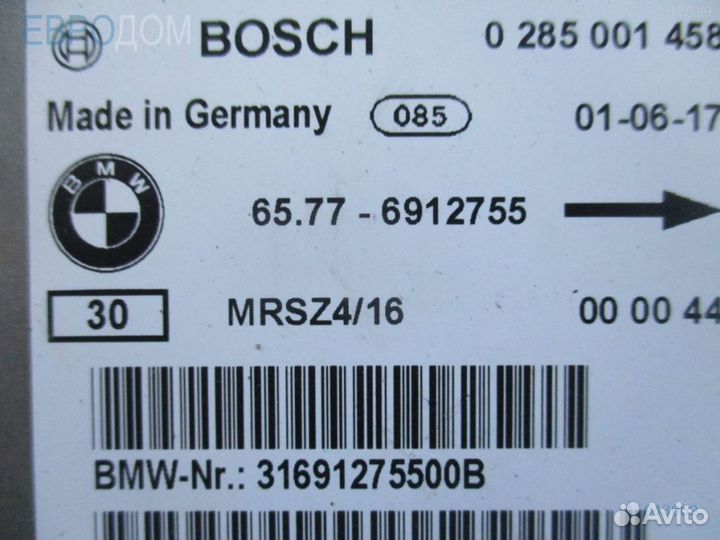 ЕВРОДОМ
BOSCH 0 285 001 458
Made in Germany 085 01-06-17
BMW
65.77 - 6912755
30 MRSZ4/16 00 00 44
BMW-Nr.: 31691275500B
Avito